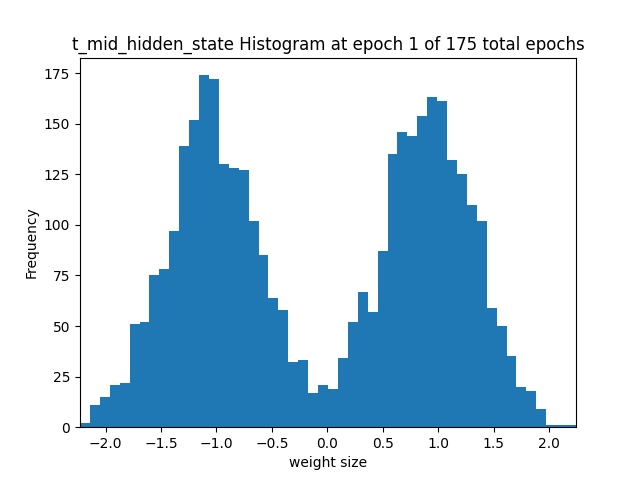 t_mid_hidden_state Histogram at epoch 1 of 175 total epochs
175
150
125
100
75
50
25
0
Frequency
−2.0 −1.5 −1.0 −0.5 0.0 0.5 1.0 1.5 2.0
weight size